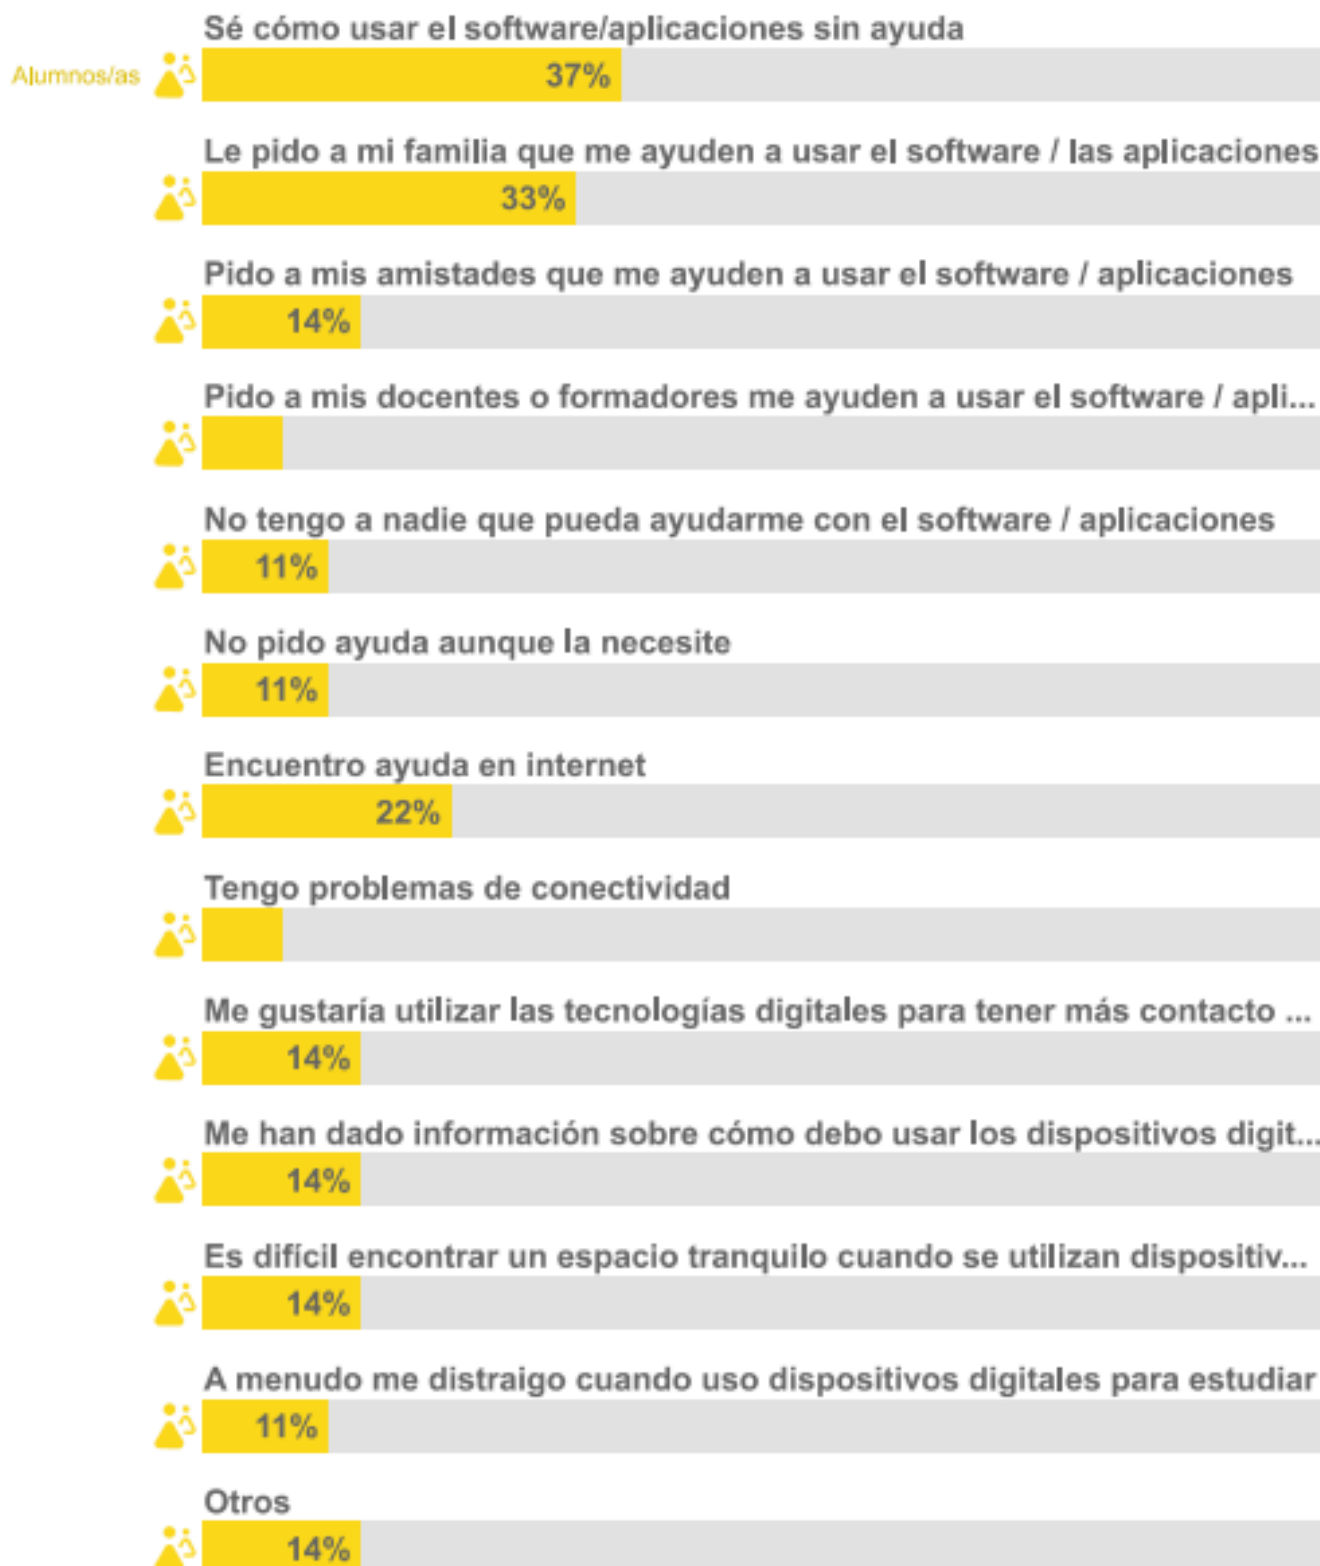 Sé cómo usar el software/aplicaciones sin ayuda
Alumnos/as
37%
Le pido a mi familia que me ayuden a usar el software / las aplicaciones
33%
Pido a mis amistades que me ayuden a usar el software / aplicaciones
14%
Pido a mis docentes o formadores me ayuden a usar el software / apli...
No tengo a nadie que pueda ayudarme con el software / aplicaciones
11%
No pido ayuda aunque la necesite
11%
Encuentro ayuda en internet
22%
Tengo problemas de conectividad
Me gustaría utilizar las tecnologías digitales para tener más contacto ...
14%
Me han dado información sobre cómo debo usar los dispositivos digit...
14%
Es difícil encontrar un espacio tranquilo cuando se utilizan dispositiv...
14%
A menudo me distraigo cuando uso dispositivos digitales para estudiar
11%
Otros
14%